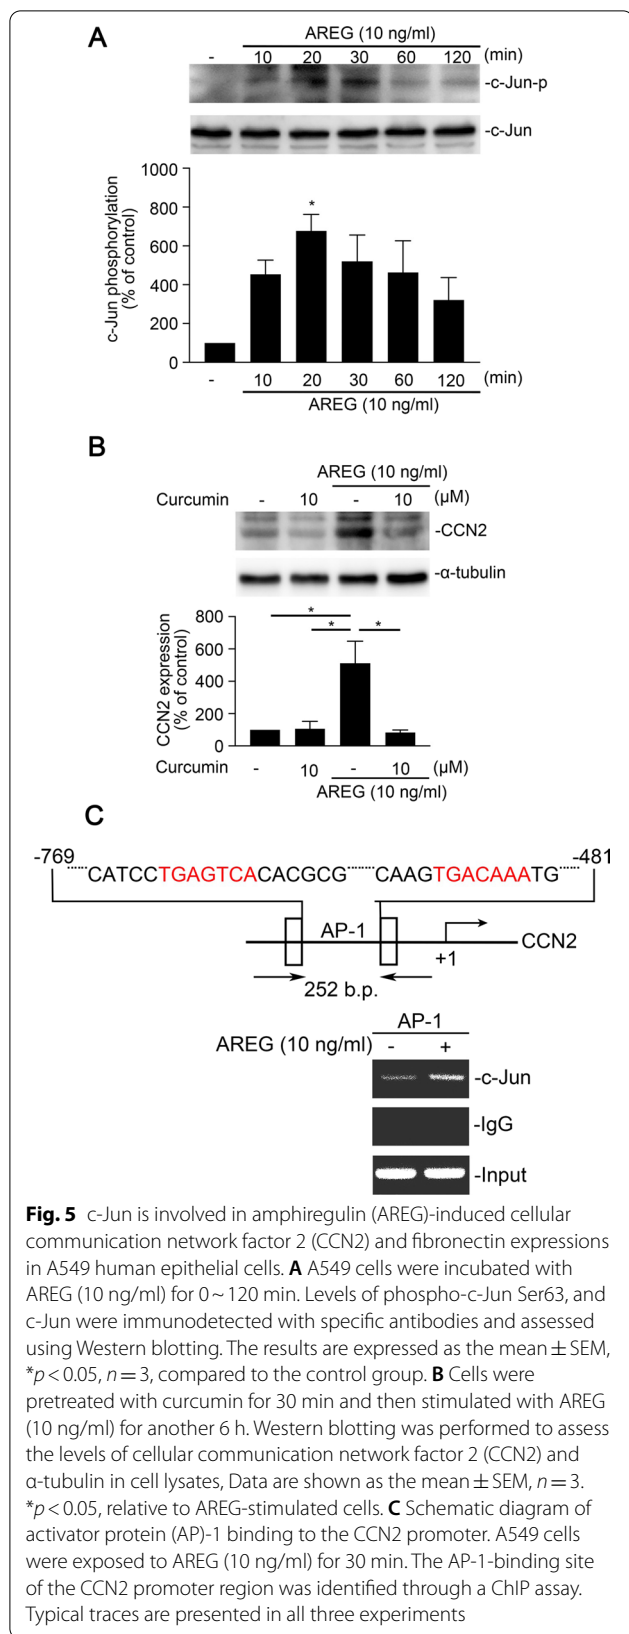 A
AREG (10 ng/ml)
- 10 20 30 60 120 (min)
-c-Jun-p
-c-Jun
c-Jun phosphorylation
(% of control)
1000
800
600
400
200
0
*
- 10 20 30 60 120 (min)
AREG (10 ng/ml)
B
AREG (10 ng/ml)
Curcumin - 10 - 10 (μM)
-CCN2
-α-tubulin
CCN2 expression
(% of control)
800
600
400
200
0
*
* *
Curcumin - 10 - 10 (μM)
AREG (10 ng/ml)
C
-769 -481
CATCCTGAGTCACACGCG CAAGTGACAAATG
AP-1
CCN2
+1
252 b.p.
AP-1
AREG (10 ng/ml) - +
-c-Jun
-IgG
-Input
Fig. 5 c-Jun is involved in amphiregulin (AREG)-induced cellular
communication network factor 2 (CCN2) and fibronectin expressions
in A549 human epithelial cells. A A549 cells were incubated with
AREG (10 ng/ml) for 0 ~ 120 min. Levels of phospho-c-Jun Ser63, and
c-Jun were immunodetected with specific antibodies and assessed
using Western blotting. The results are expressed as the mean ± SEM,
*p < 0.05, n = 3, compared to the control group. B Cells were
pretreated with curcumin for 30 min and then stimulated with AREG
(10 ng/ml) for another 6 h. Western blotting was performed to assess
the levels of cellular communication network factor 2 (CCN2) and
α-tubulin in cell lysates, Data are shown as the mean ± SEM, n = 3.
*p < 0.05, relative to AREG-stimulated cells. C Schematic diagram of
activator protein (AP)-1 binding to the CCN2 promoter. A549 cells
were exposed to AREG (10 ng/ml) for 30 min. The AP-1-binding site
of the CCN2 promoter region was identified through a ChIP assay.
Typical traces are presented in all three experiments